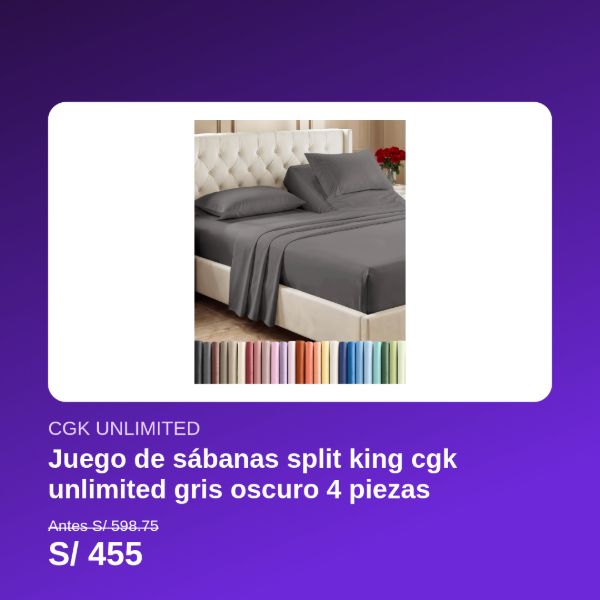 CGK UNLIMITED
Juego de sábanas split king cgk
unlimited gris oscuro 4 piezas
Antes S/ 598.75
S/ 455